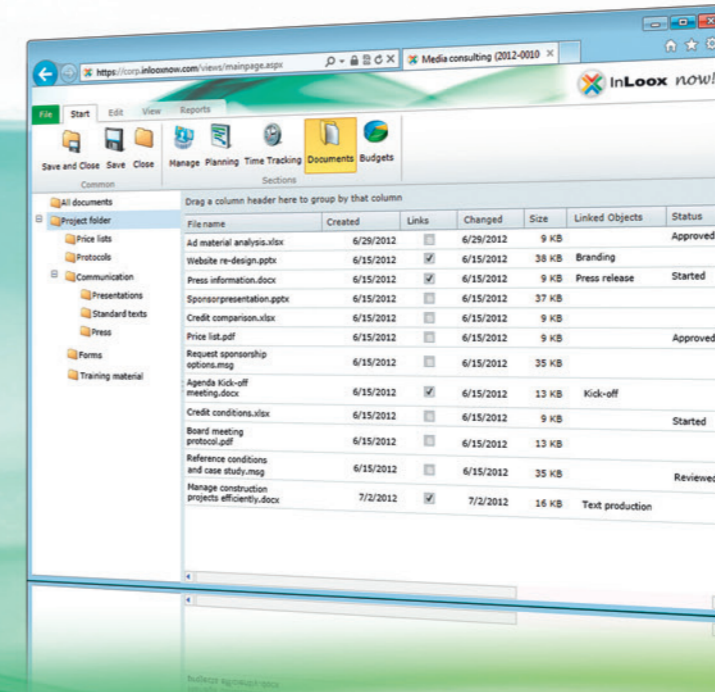 https://corp.inlooxnow.com/views/mainpage.aspx
Media consulting (2012-0010
InLoox now!
File Start Edit View Reports
Save and Close Save Close Manage Planning Time Tracking Documents Budgets
Common Sections
All documents
Project folder
Price lists
Protocols
Communication
Presentations
Standard texts
Press
Forms
Training material
Drag a column header here to group by that column
File name Created Links Changed Size Linked Objects Status
Ad material analysis.xlsx 6/29/2012 6/29/2012 9 KB Approved
Website re-design.pptx 6/15/2012 6/15/2012 38 KB Branding
Press information.docx 6/15/2012 6/15/2012 9 KB Press release Started
Sponsorpresentation.pptx 6/15/2012 6/15/2012 37 KB
Credit comparison.xlsx 6/15/2012 6/15/2012 9 KB
Price list.pdf 6/15/2012 6/15/2012 9 KB Approved
Request sponsorship
options.msg 6/15/2012 6/15/2012 35 KB
Agenda Kick-off
meeting.docx 6/15/2012 6/15/2012 13 KB Kick-off
Credit conditions.xlsx 6/15/2012 6/15/2012 9 KB Started
Board meeting
protocol.pdf 6/15/2012 6/15/2012 13 KB
Reference conditions
and case study.msg 6/15/2012 6/15/2012 35 KB Reviewed
Manage construction
projects efficiently.docx 7/2/2012 7/2/2012 16 KB Text production